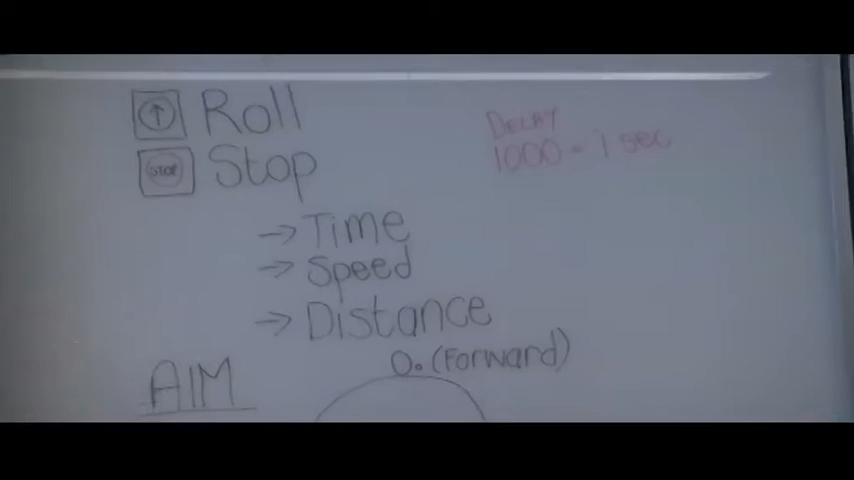 Roll
STOP Stop
DELAY
1000 = 1 sec
→ Time
→ Speed
→ Distance
AIM
0. (Forward)